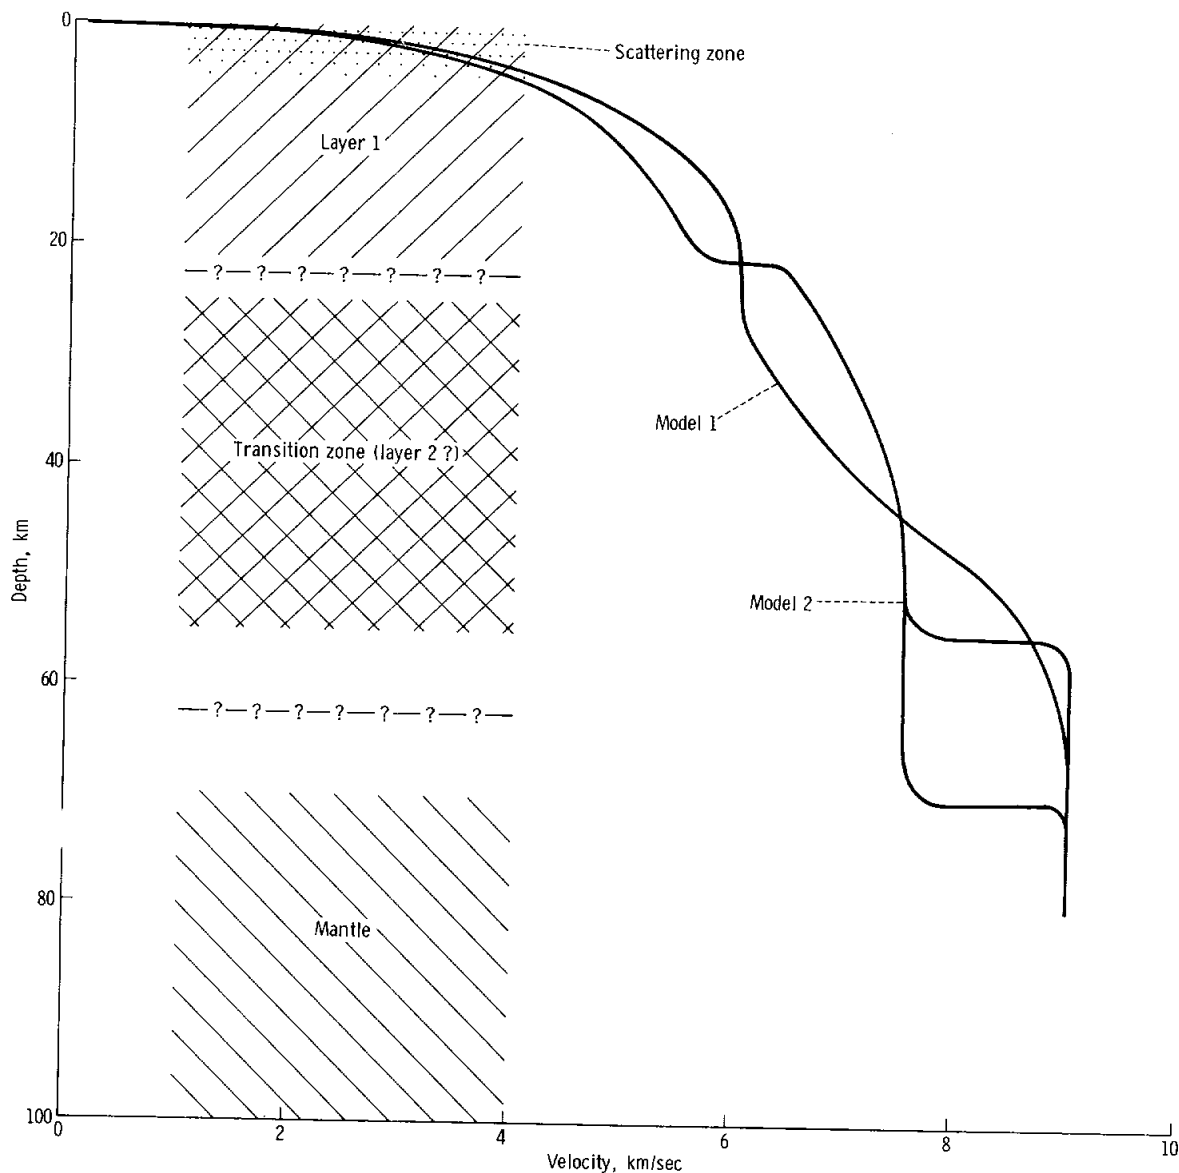 0
Scattering zone
Layer 1
20
? ? ? ? ? ? ?
Model 1
Transition zone (layer 2 ?)
40
Depth, km
Model 2
60
? ? ? ? ? ? ?
80
Mantle
100
0 2 4 6 8 10
Velocity, km/sec